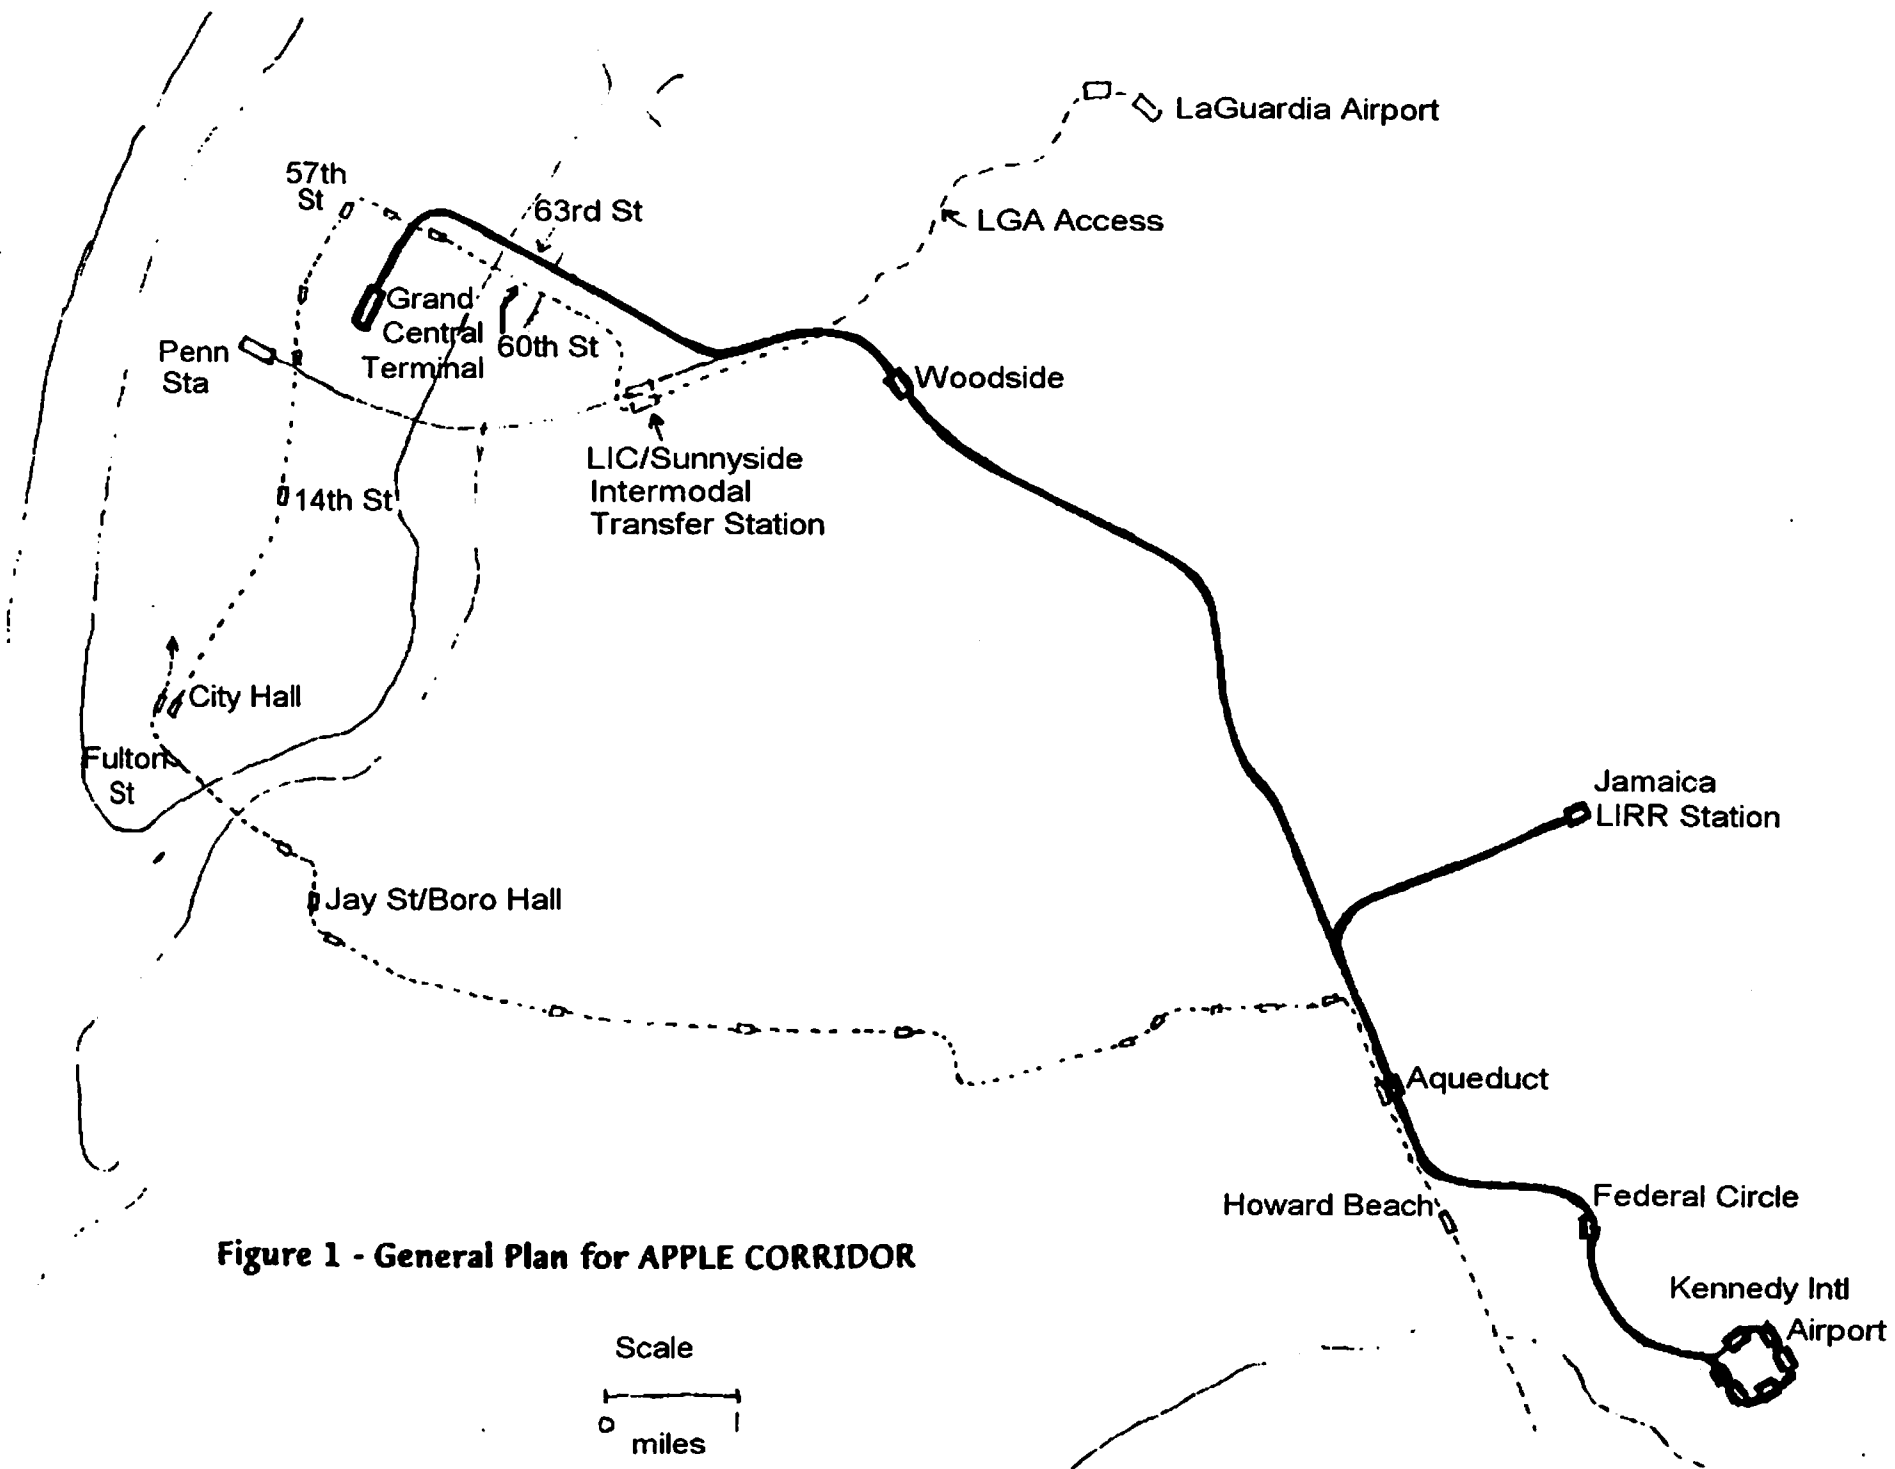 LaGuardia Airport
57th
St
63rd St
LGA Access
Grand
Central
Terminal
60th St
Penn
Sta
Woodside
LIC/Sunnyside
Intermodal
Transfer Station
14th St
City Hall
Fulton
St
Jamaica
LIRR Station
Jay St/Boro Hall
Aqueduct
Howard Beach
Federal Circle
Kennedy Intl
Airport
Figure 1 - General Plan for APPLE CORRIDOR
Scale
0 1
miles